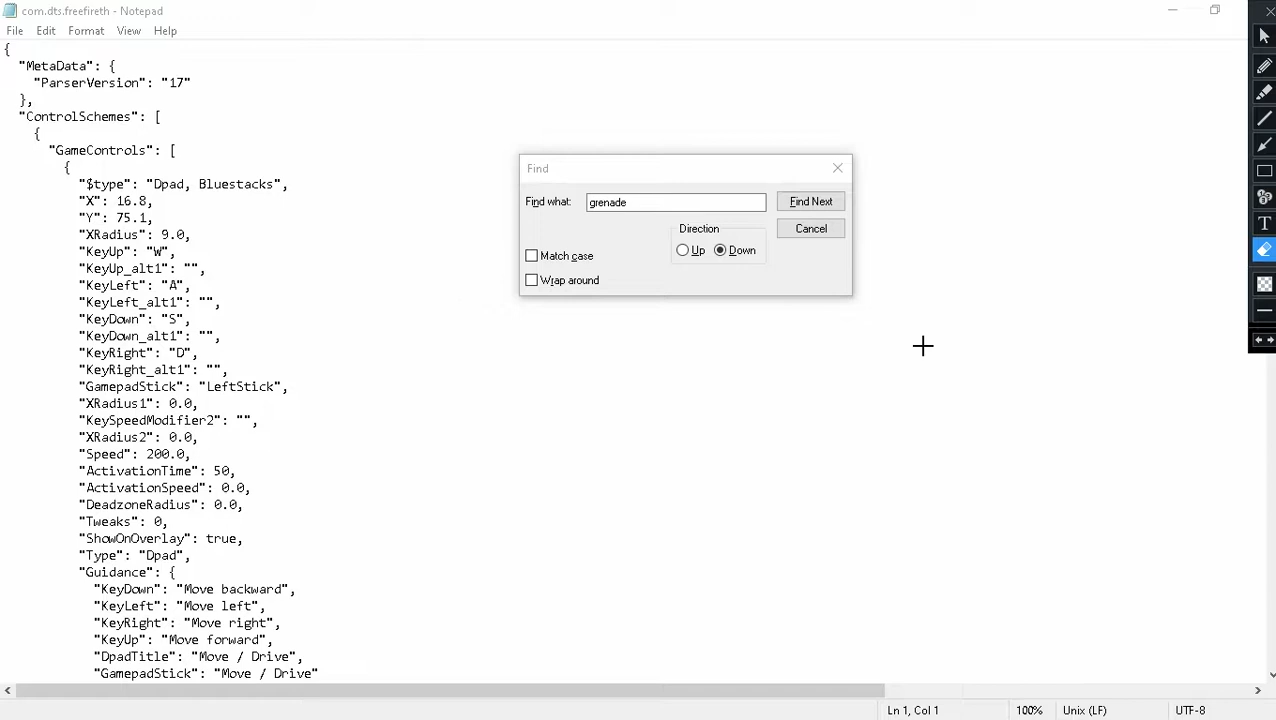 com.dts.freefireth - Notepad
File Edit Format View Help
{
"MetaData": {
"ParserVersion": "17"
},
"ControlSchemes": [
{
"GameControls": [
{
"$type": "Dpad, Bluestacks",
"X": 16.8,
"Y": 75.1,
"XRadius": 9.0,
"KeyUp": "W",
"KeyUp_alt1": "",
"KeyLeft": "A",
"KeyLeft_alt1": "",
"KeyDown": "S",
"KeyDown_alt1": "",
"KeyRight": "D",
"KeyRight_alt1": "",
"GamepadStick": "LeftStick",
"XRadius1": 0.0,
"KeySpeedModifier2": "",
"XRadius2": 0.0,
"Speed": 200.0,
"ActivationTime": 50,
"ActivationSpeed": 0.0,
"DeadzoneRadius": 0.0,
"Tweaks": 0,
"ShowOnOverlay": true,
"Type": "Dpad",
"Guidance": {
"KeyDown": "Move backward",
"KeyLeft": "Move left",
"KeyRight": "Move right",
"KeyUp": "Move forward",
"DpadTitle": "Move / Drive",
"GamepadStick": "Move / Drive"
Find
Find what: grenade Find Next
Direction Cancel
Up Down
Match case
Wrap around
T
Ln 1, Col 1 100% Unix (LF) UTF-8